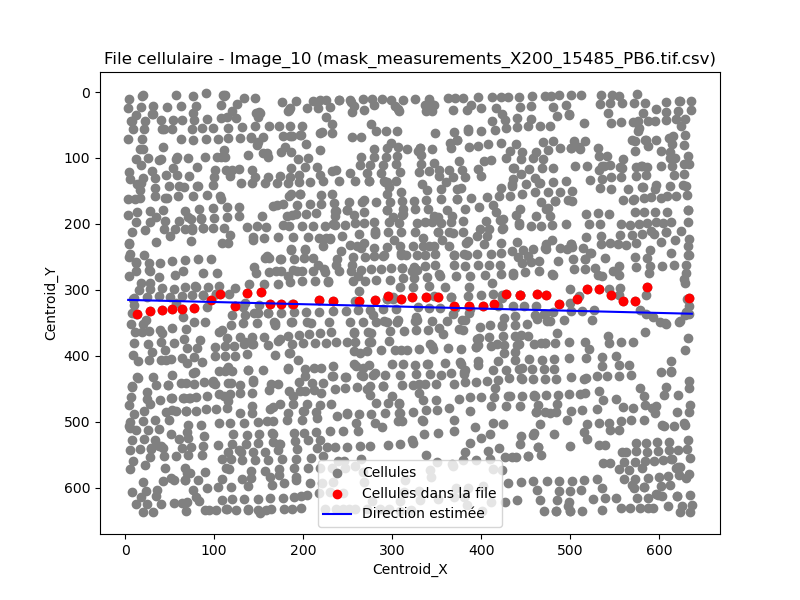 File cellulaire - Image_10 (mask_measurements_X200_15485_PB6.tif.csv)
0
100
200
300
400
500
600
Centroid_Y
Cellules
Cellules dans la file
Direction estimée
0 100 200 300 400 500 600
Centroid_X